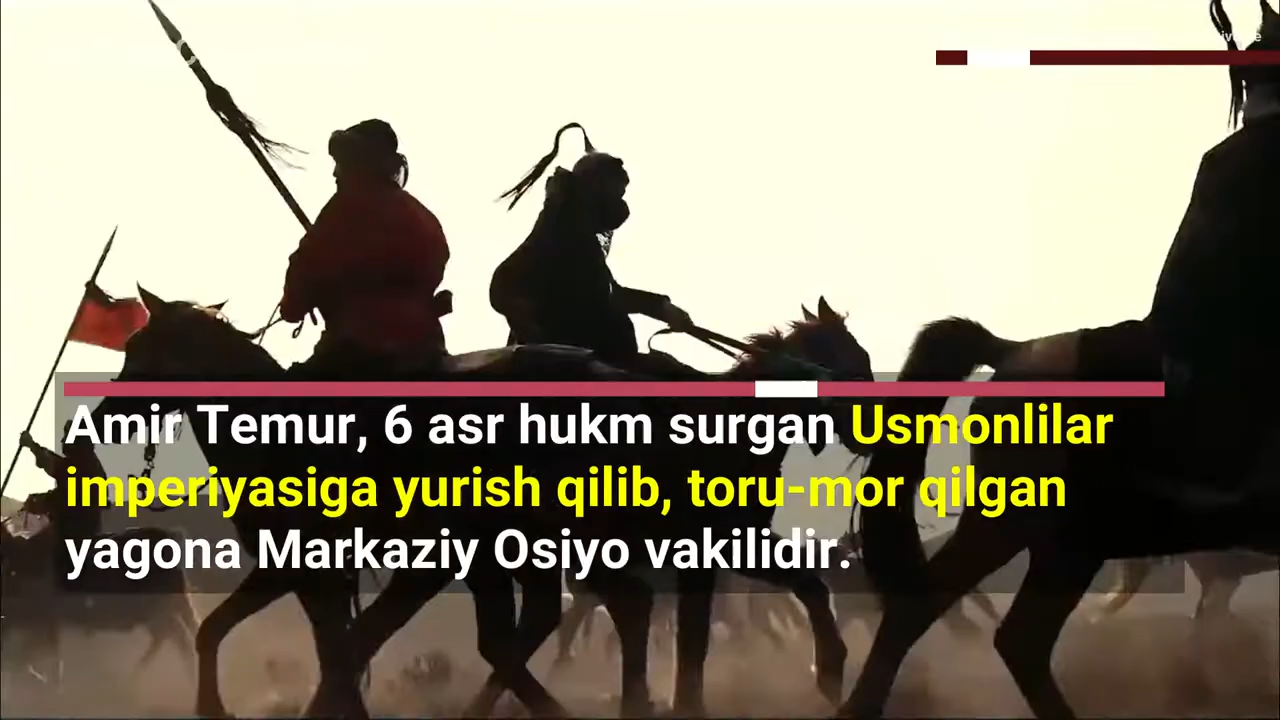 Amir Temur, 6 asr hukm surgan Usmonlilar
imperiyasiga yurish qilib, toru-mor qilgan
yagona Markaziy Osiyo vakilidir.